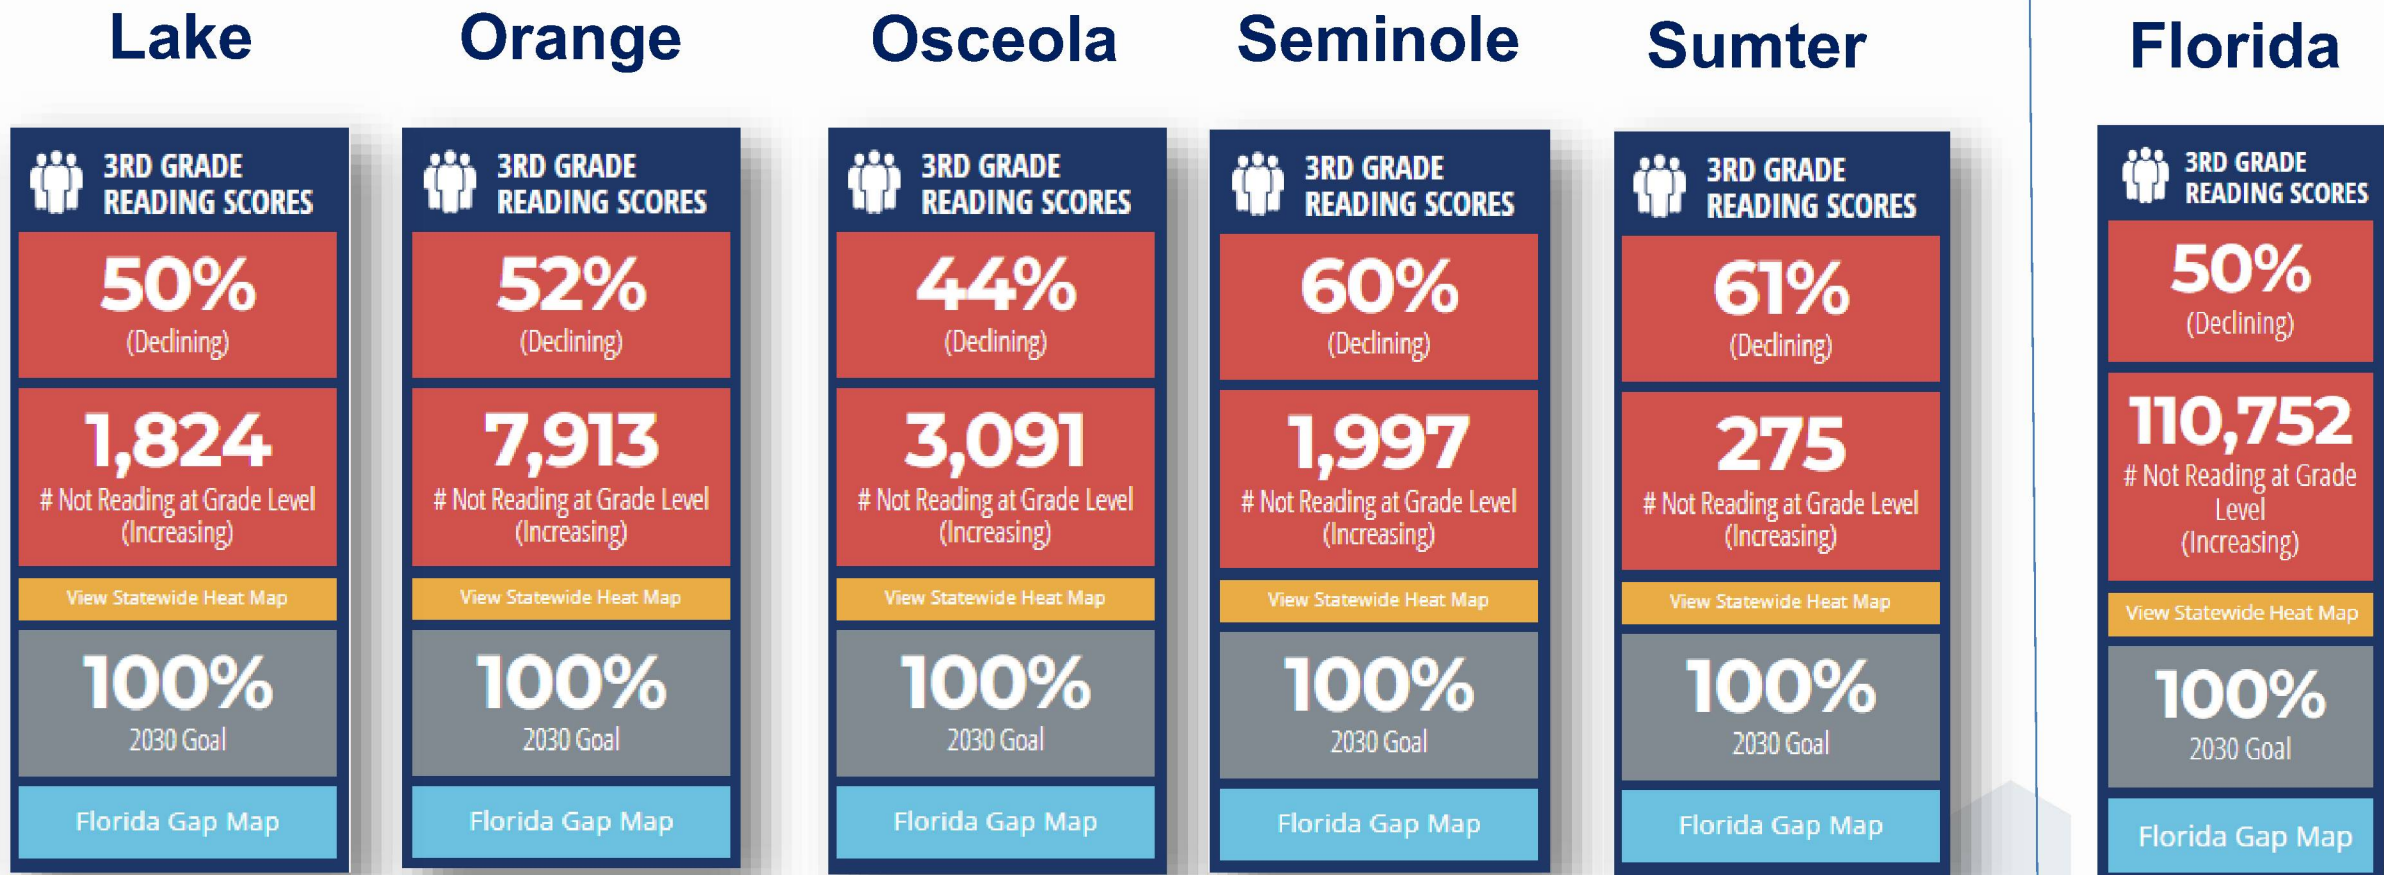 Lake
3RD GRADE
READING SCORES
50%
(Declining)
1,824
# Not Reading at Grade Level
(Increasing)
View Statewide Heat Map
100%
2030 Goal
Florida Gap Map
Orange
3RD GRADE
READING SCORES
52%
(Declining)
7,913
# Not Reading at Grade Level
(Increasing)
View Statewide Heat Map
100%
2030 Goal
Florida Gap Map
Osceola
3RD GRADE
READING SCORES
44%
(Declining)
3,091
# Not Reading at Grade Level
(Increasing)
View Statewide Heat Map
100%
2030 Goal
Florida Gap Map
Seminole
3RD GRADE
READING SCORES
60%
(Declining)
1,997
# Not Reading at Grade Level
(Increasing)
View Statewide Heat Map
100%
2030 Goal
Florida Gap Map
Sumter
3RD GRADE
READING SCORES
61%
(Declining)
275
# Not Reading at Grade Level
(Increasing)
View Statewide Heat Map
100%
2030 Goal
Florida Gap Map
Florida
3RD GRADE
READING SCORES
50%
(Declining)
110,752
# Not Reading at Grade
Level
(Increasing)
View Statewide Heat Map
100%
2030 Goal
Florida Gap Map